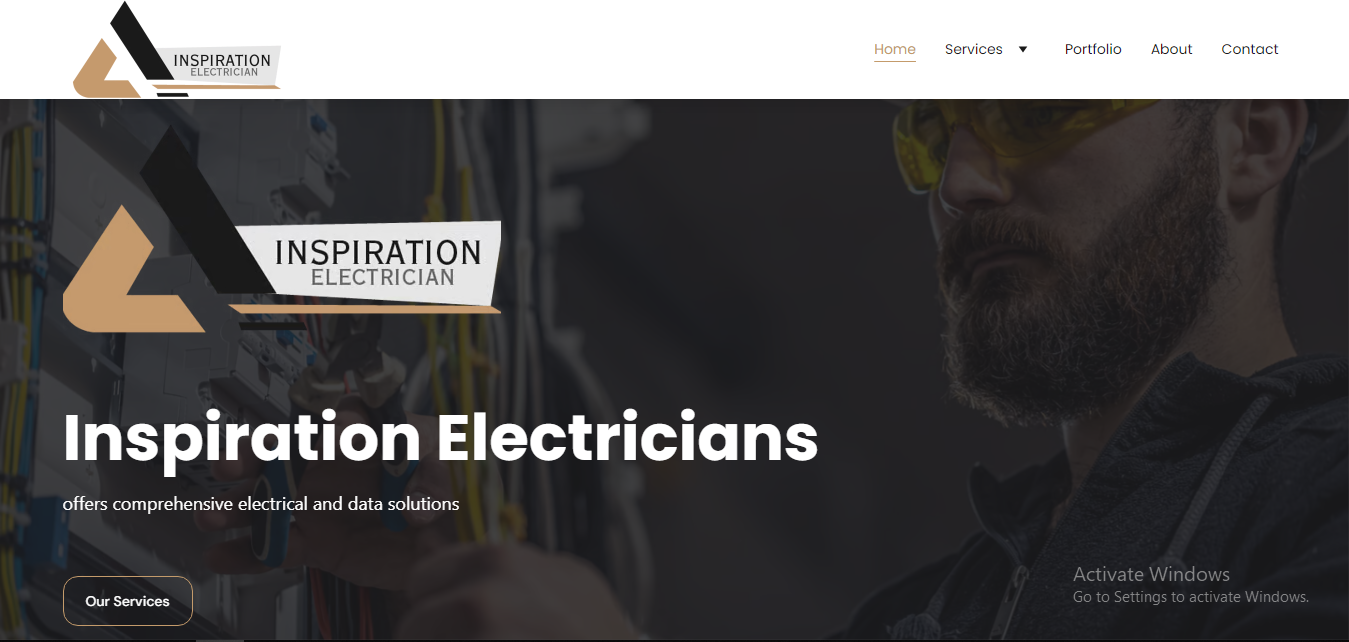 INSPIRATION
ELECTRICIAN
Home Services Portfolio About Contact
INSPIRATION
ELECTRICIAN
Inspiration Electricians
offers comprehensive electrical and data solutions
Our Services
Activate Windows
Go to Settings to activate Windows.